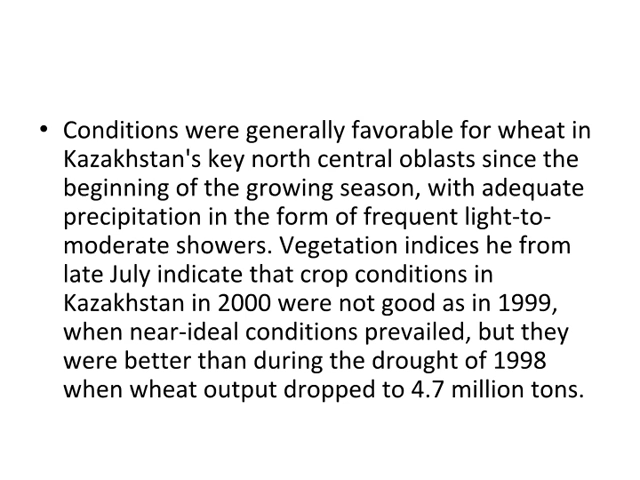 • Conditions were generally favorable for wheat in
Kazakhstan's key north central oblasts since the
beginning of the growing season, with adequate
precipitation in the form of frequent light-to-
moderate showers. Vegetation indices he from
late July indicate that crop conditions in
Kazakhstan in 2000 were not good as in 1999,
when near-ideal conditions prevailed, but they
were better than during the drought of 1998
when wheat output dropped to 4.7 million tons.